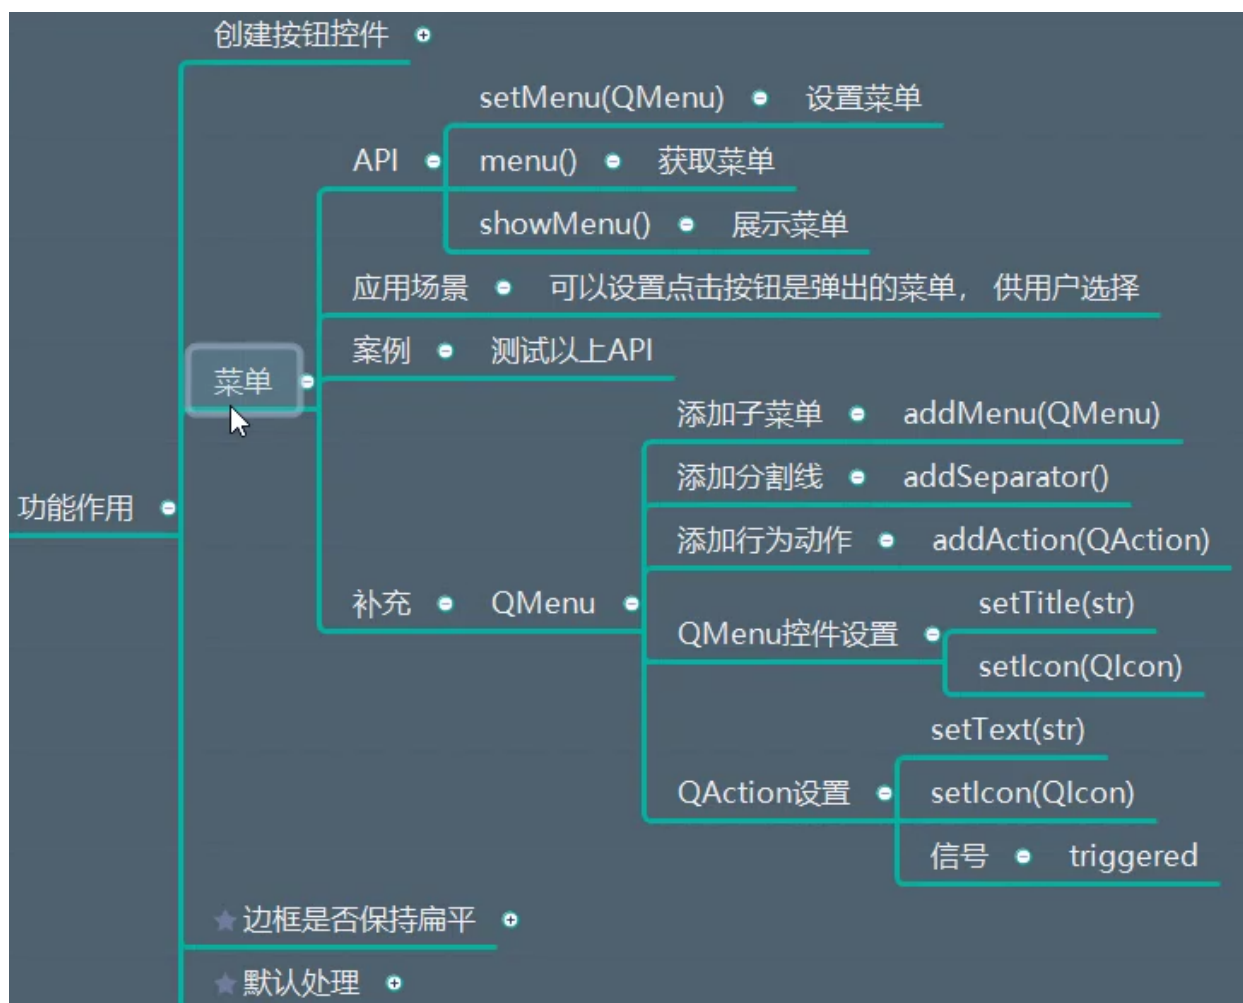 创建按钮控件
setMenu(QMenu) 设置菜单
API menu() 获取菜单
showMenu() 展示菜单
应用场景 可以设置点击按钮是弹出的菜单, 供用户选择
案例 测试以上API
菜单
添加子菜单 addMenu(QMenu)
添加分割线 addSeparator()
功能作用
添加行为动作 addAction(QAction)
补充 QMenu
setTitle(str)
QMenu控件设置
setIcon(QIcon)
setText(str)
QAction设置 setIcon(QIcon)
信号 triggered
边框是否保持扁平
默认处理